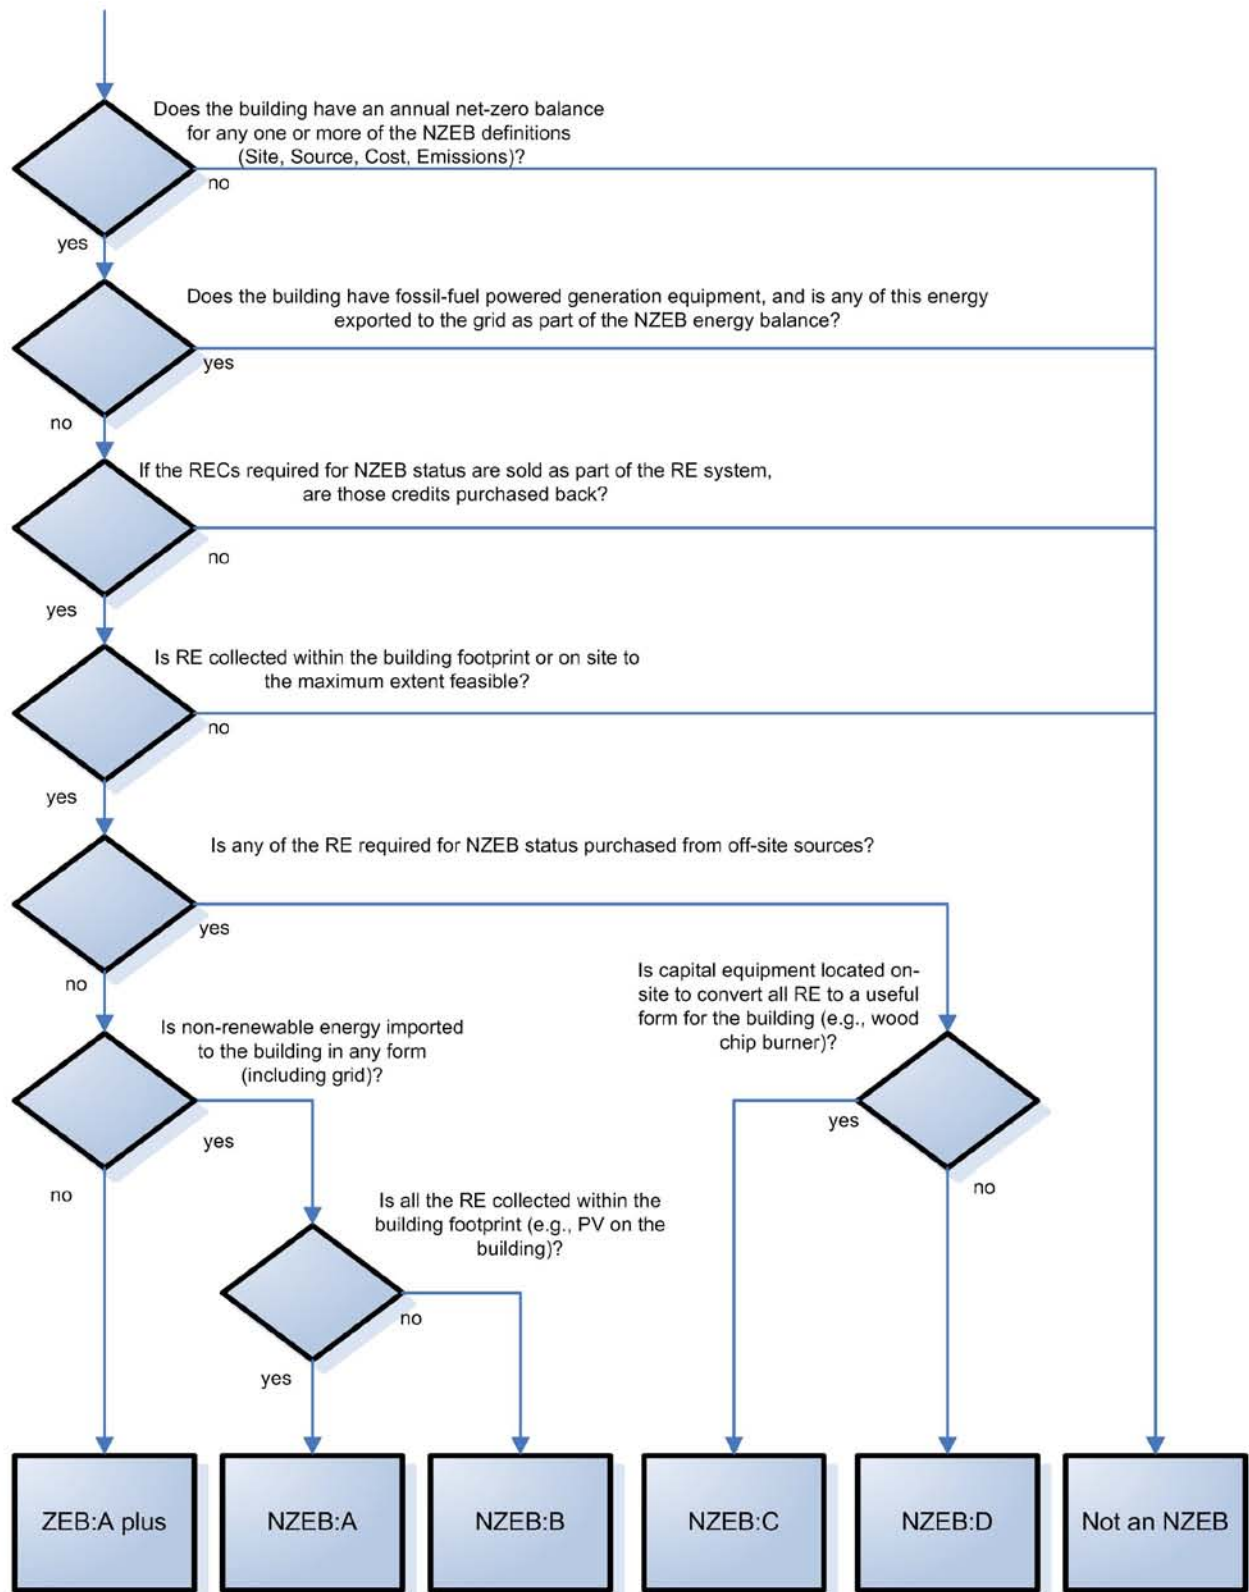 Does the building have an annual net-zero balance
for any one or more of the NZEB definitions
(Site, Source, Cost, Emissions)?
no
yes
Does the building have fossil-fuel powered generation equipment, and is any of this energy
exported to the grid as part of the NZEB energy balance?
yes
no
If the RECs required for NZEB status are sold as part of the RE system,
are those credits purchased back?
no
yes
Is RE collected within the building footprint or on site to
the maximum extent feasible?
no
yes
Is any of the RE required for NZEB status purchased from off-site sources?
yes
no
Is capital equipment located on-
site to convert all RE to a useful
form for the building (e.g., wood
chip burner)?
yes
no
Is non-renewable energy imported
to the building in any form
(including grid)?
yes
no
Is all the RE collected within the
building footprint (e.g., PV on the
building)?
no
yes
ZEB:A plus
NZEB:A
NZEB:B
NZEB:C
NZEB:D
Not an NZEB